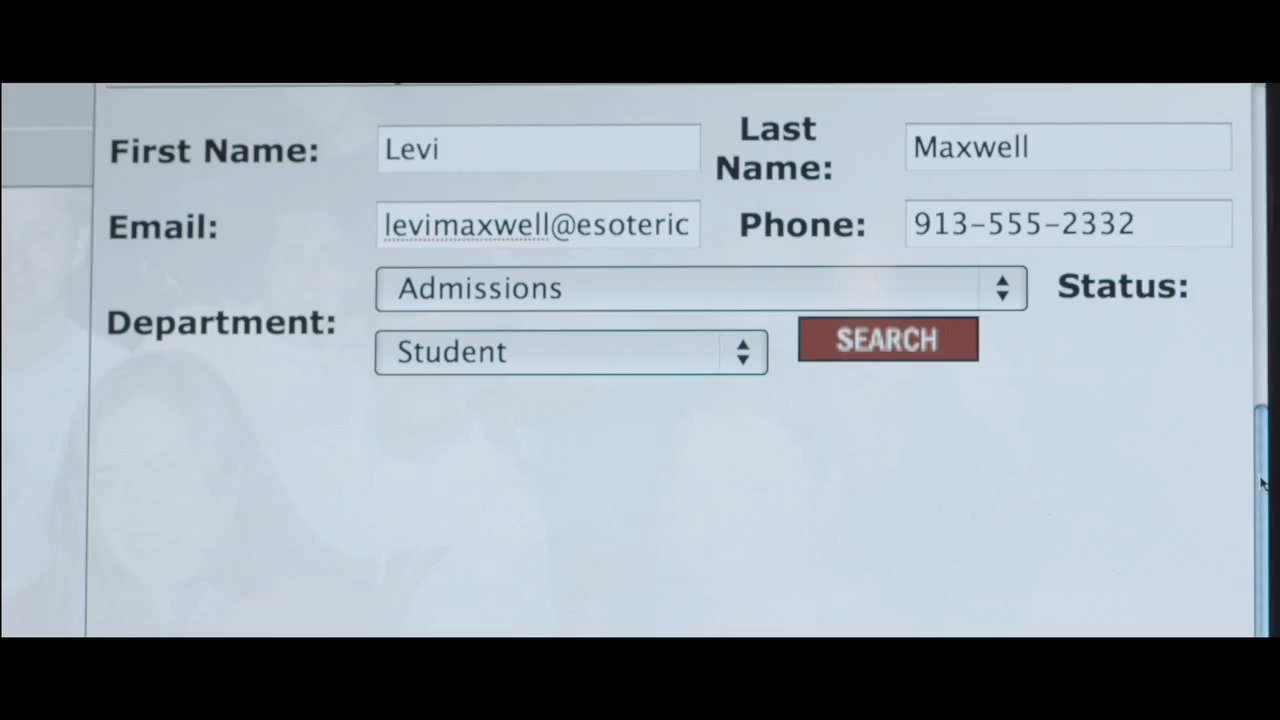 First Name: Levi Last Name: Maxwell
Email: levimaxwell@esoteric Phone: 913-555-2332
Department: Admissions Status:
Student SEARCH